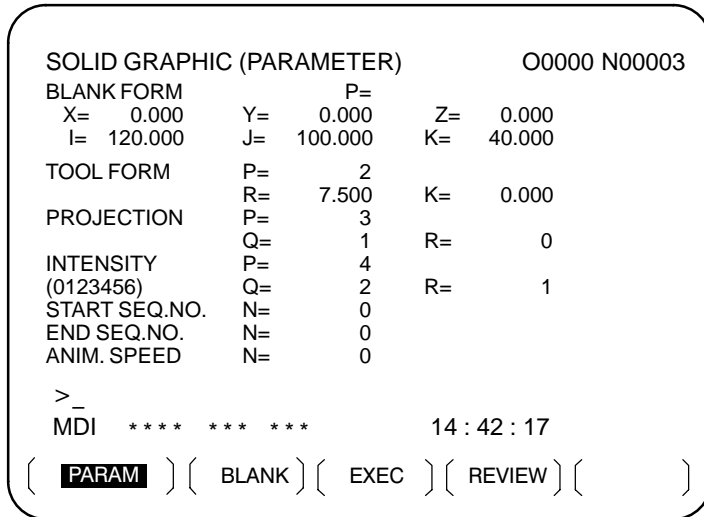 SOLID GRAPHIC (PARAMETER) O0000 N00003
BLANK FORM P=
X= 0.000 Y= 0.000 Z= 0.000
I= 120.000 J= 100.000 K= 40.000
TOOL FORM P= 2
R= 7.500 K= 0.000
PROJECTION P= 3
Q= 1 R= 0
INTENSITY P= 4
(0123456) Q= 2 R= 1
START SEQ.NO. N= 0
END SEQ.NO. N= 0
ANIM. SPEED N= 0
>_
MDI **** *** *** 14 : 42 : 17
PARAM BLANK EXEC REVIEW